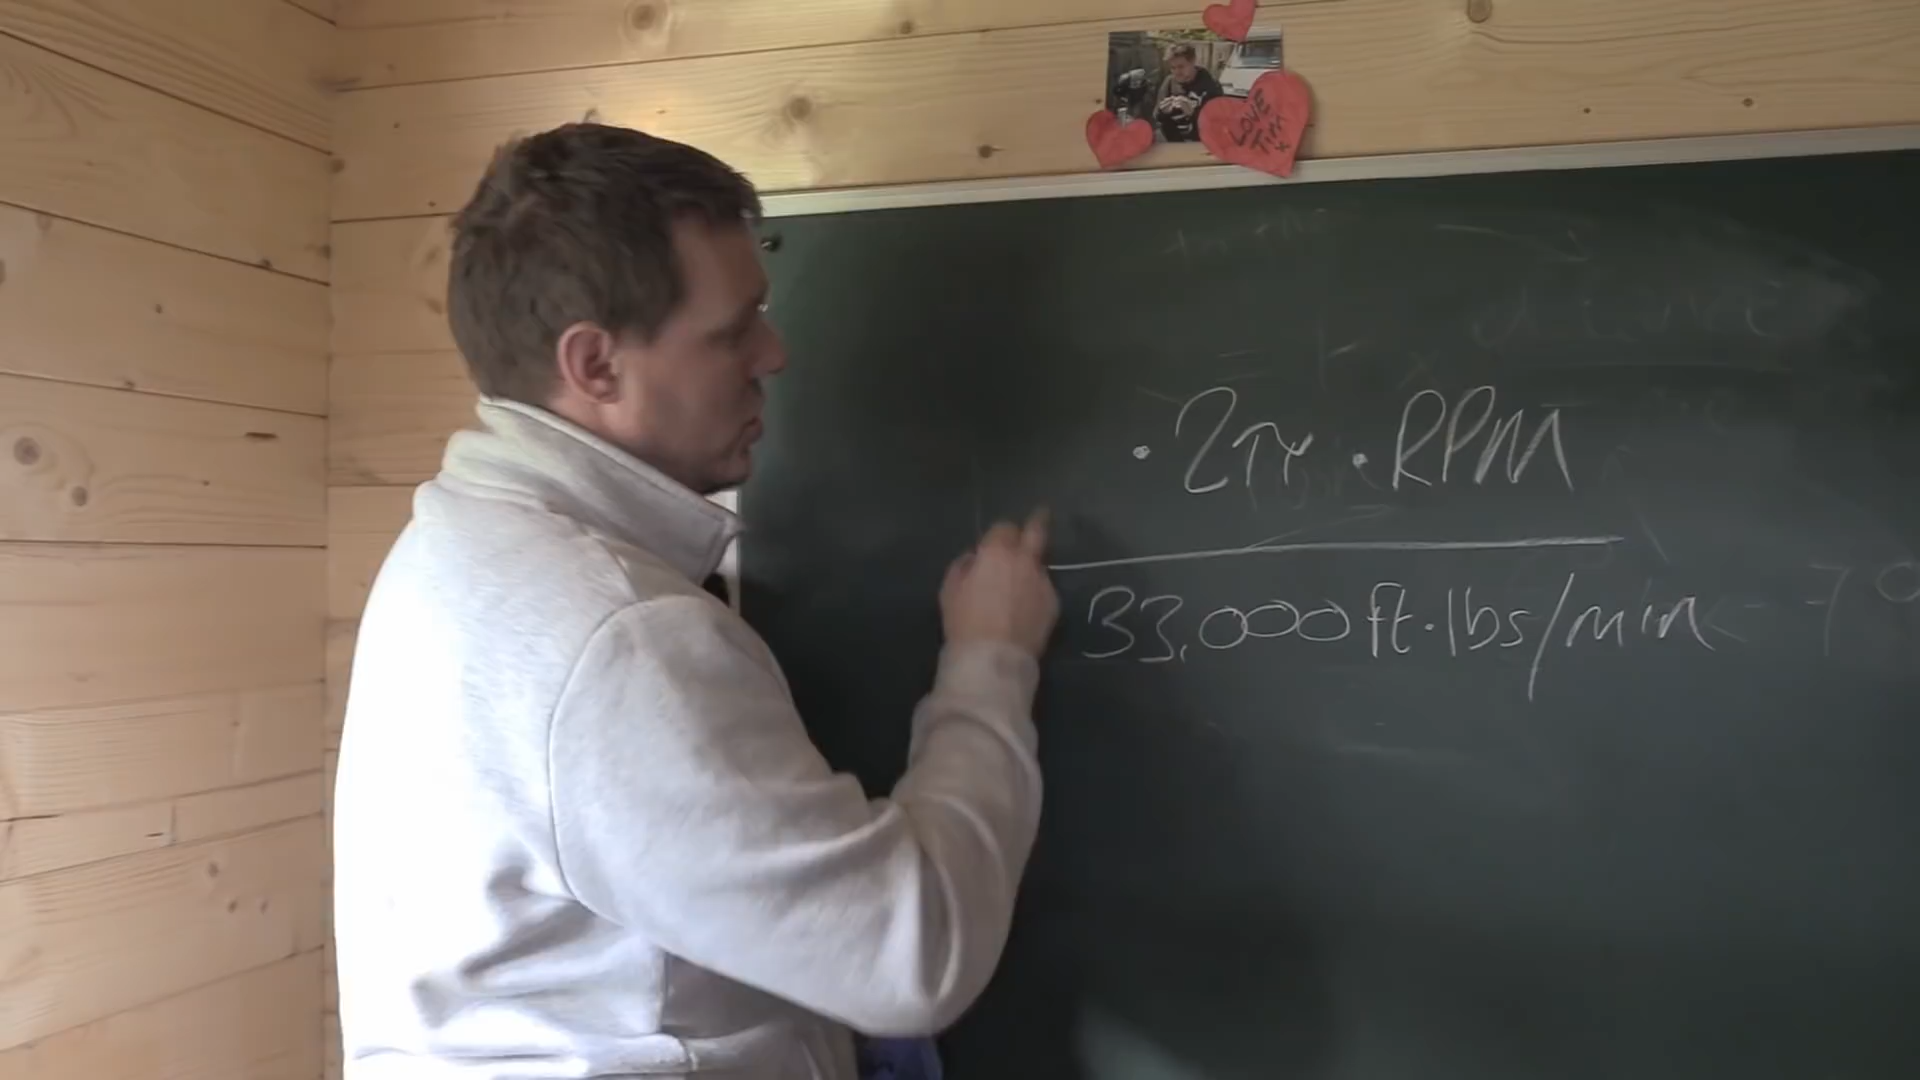 LOVE
Tim
x
· 2π · RPM
33,000 ft·lbs/min